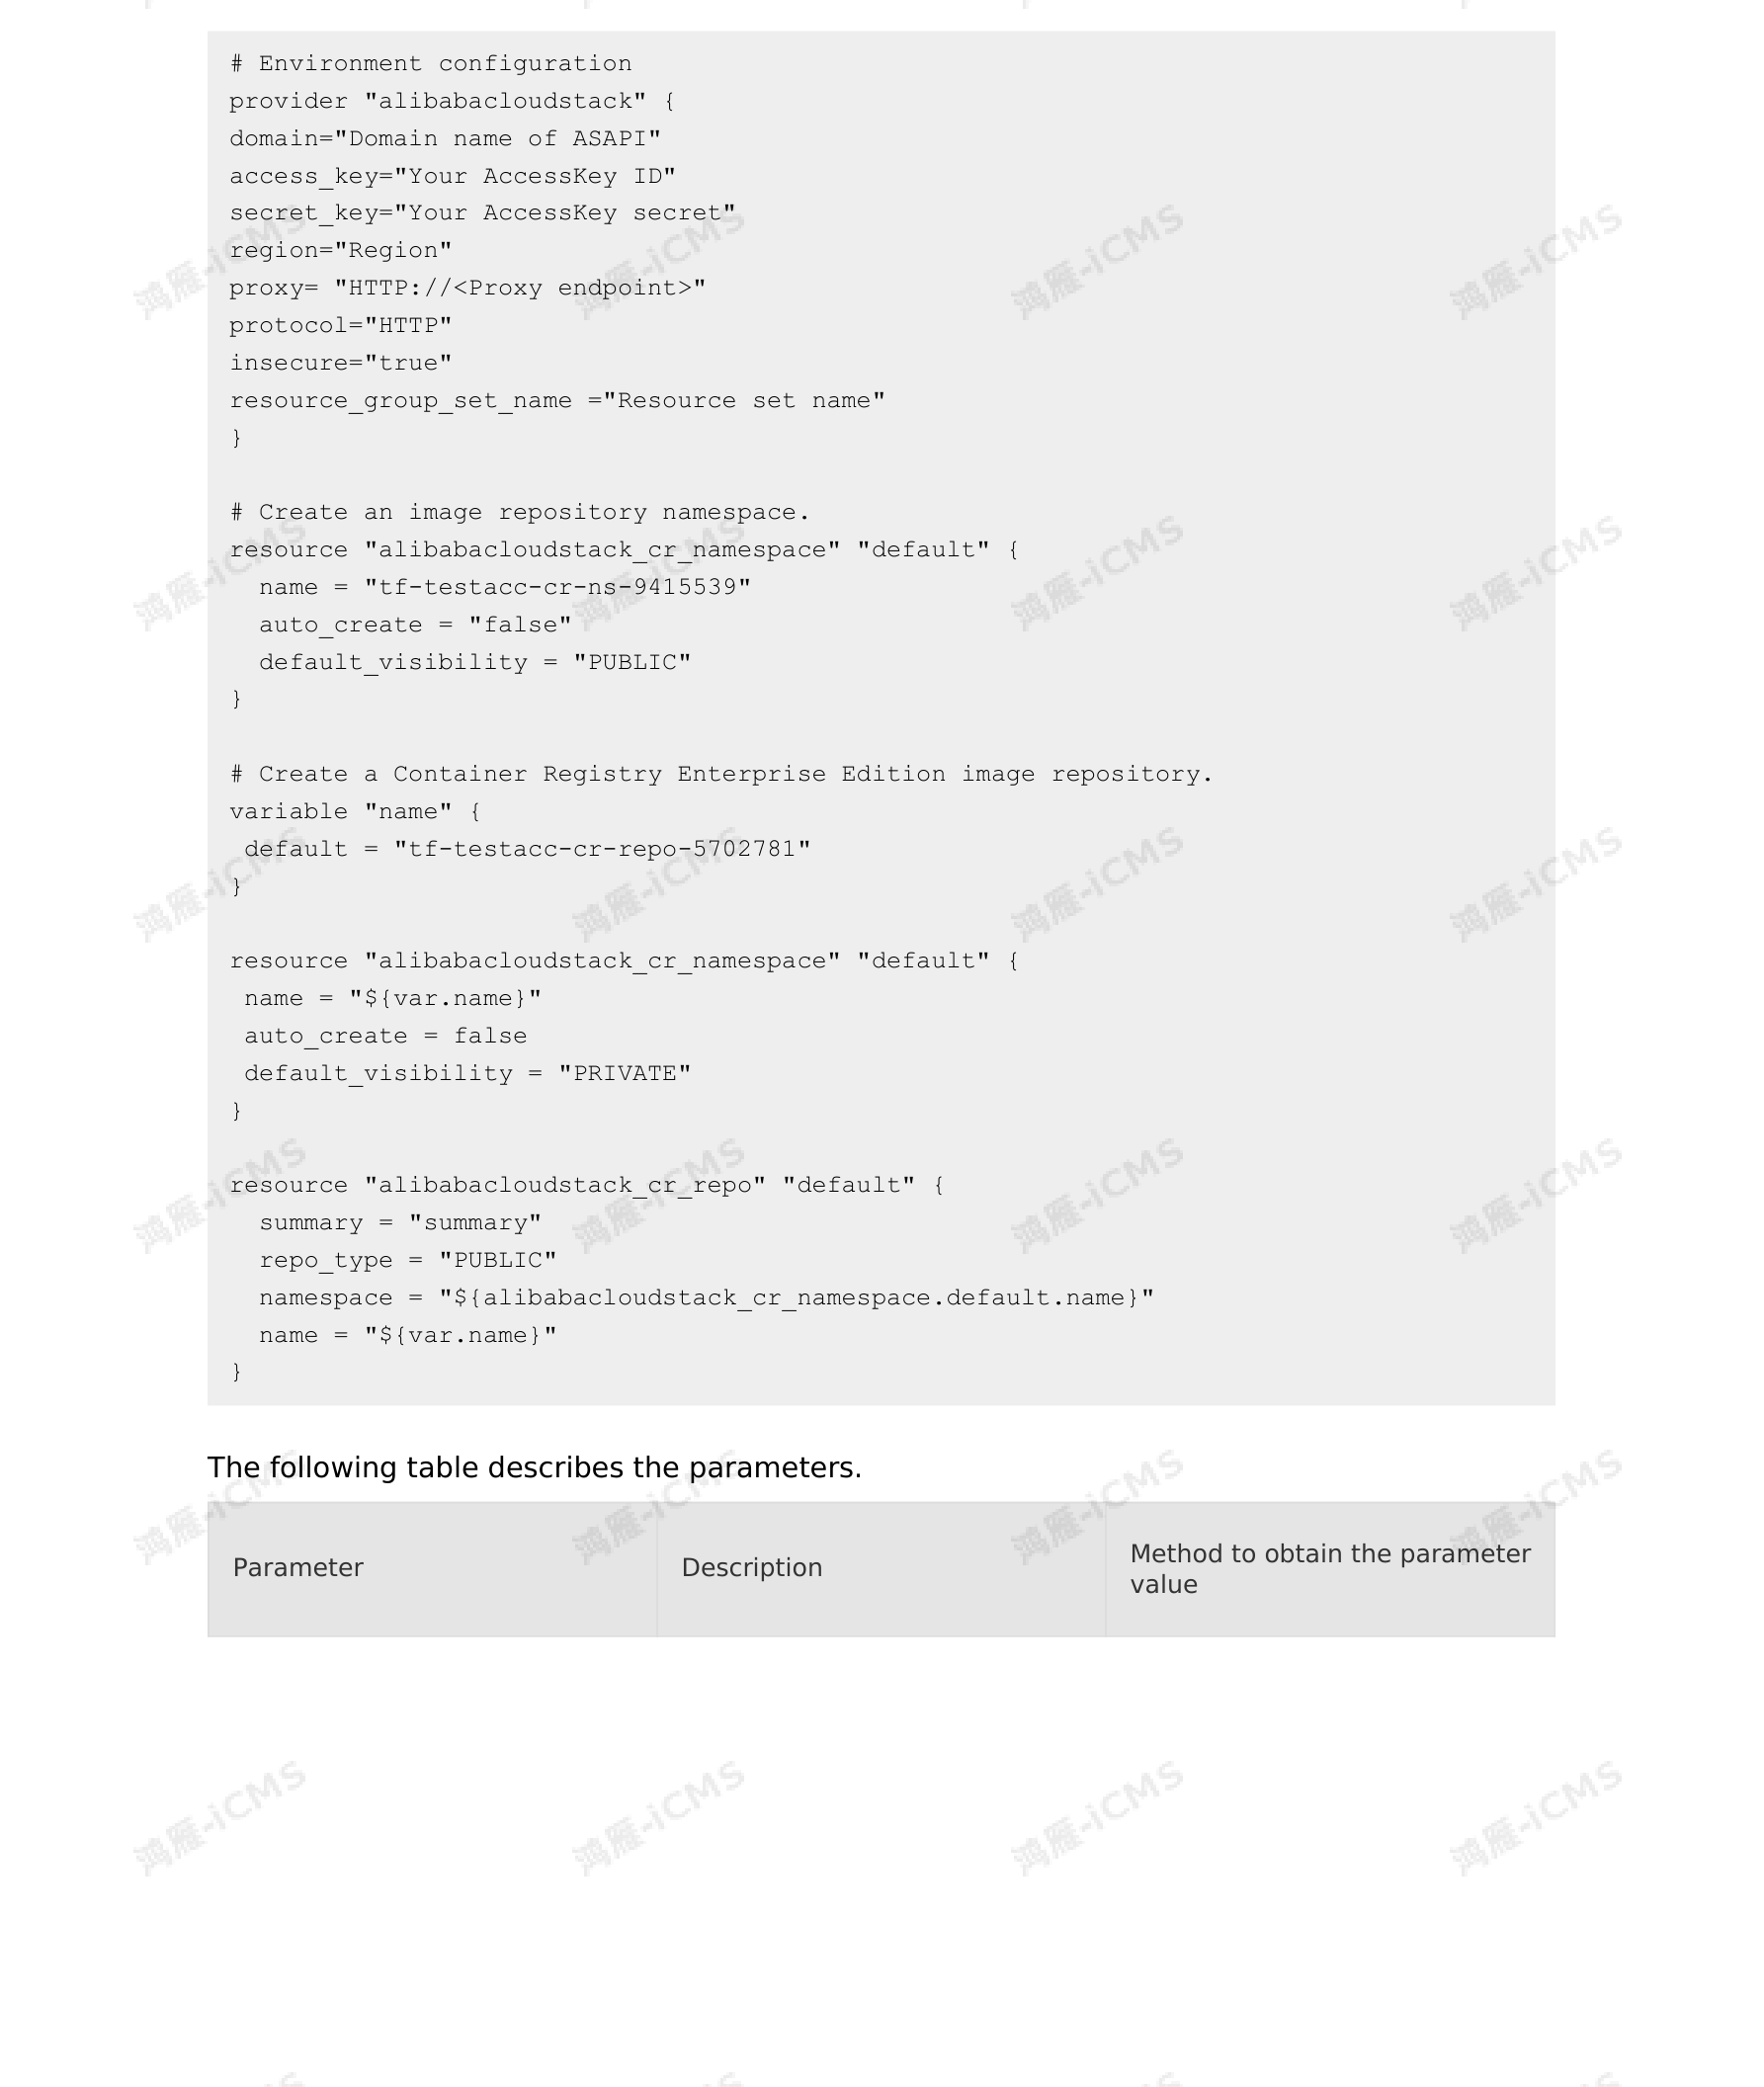 # Environment configuration
provider "alibabacloudstack" {
domain="Domain name of ASAPI"
access_key="Your AccessKey ID"
secret_key="Your AccessKey secret"
region="Region"
proxy= "HTTP://<Proxy endpoint>"
protocol="HTTP"
insecure="true"
resource_group_set_name ="Resource set name"
}

# Create an image repository namespace.
resource "alibabacloudstack_cr_namespace" "default" {
  name = "tf-testacc-cr-ns-9415539"
  auto_create = "false"
  default_visibility = "PUBLIC"
}

# Create a Container Registry Enterprise Edition image repository.
variable "name" {
 default = "tf-testacc-cr-repo-5702781"
}

resource "alibabacloudstack_cr_namespace" "default" {
 name = "${var.name}"
 auto_create = false
 default_visibility = "PRIVATE"
}

resource "alibabacloudstack_cr_repo" "default" {
  summary = "summary"
  repo_type = "PUBLIC"
  namespace = "${alibabacloudstack_cr_namespace.default.name}"
  name = "${var.name}"
}
The following table describes the parameters.
Parameter
Description
Method to obtain the parameter
value
鸿雁-iCMS